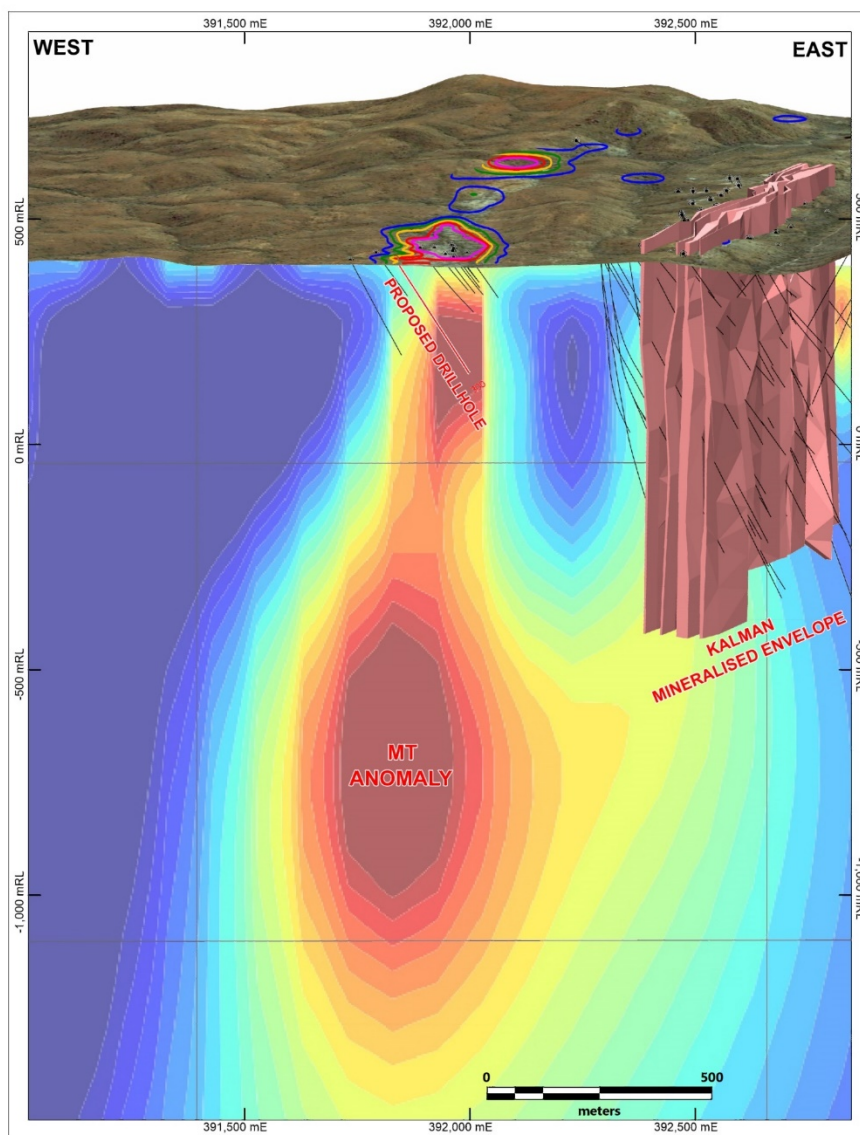 391,500 mE
392,000 mE
392,500 mE
WEST
EAST
500 mRL
PROPOSED DRILLHOLE
0 mRL
KALMAN
MINERALISED ENVELOPE
-500 mRL
MT
ANOMALY
-1,000 mRL
0
500
meters
391,500 mE
392,000 mE
392,500 mE